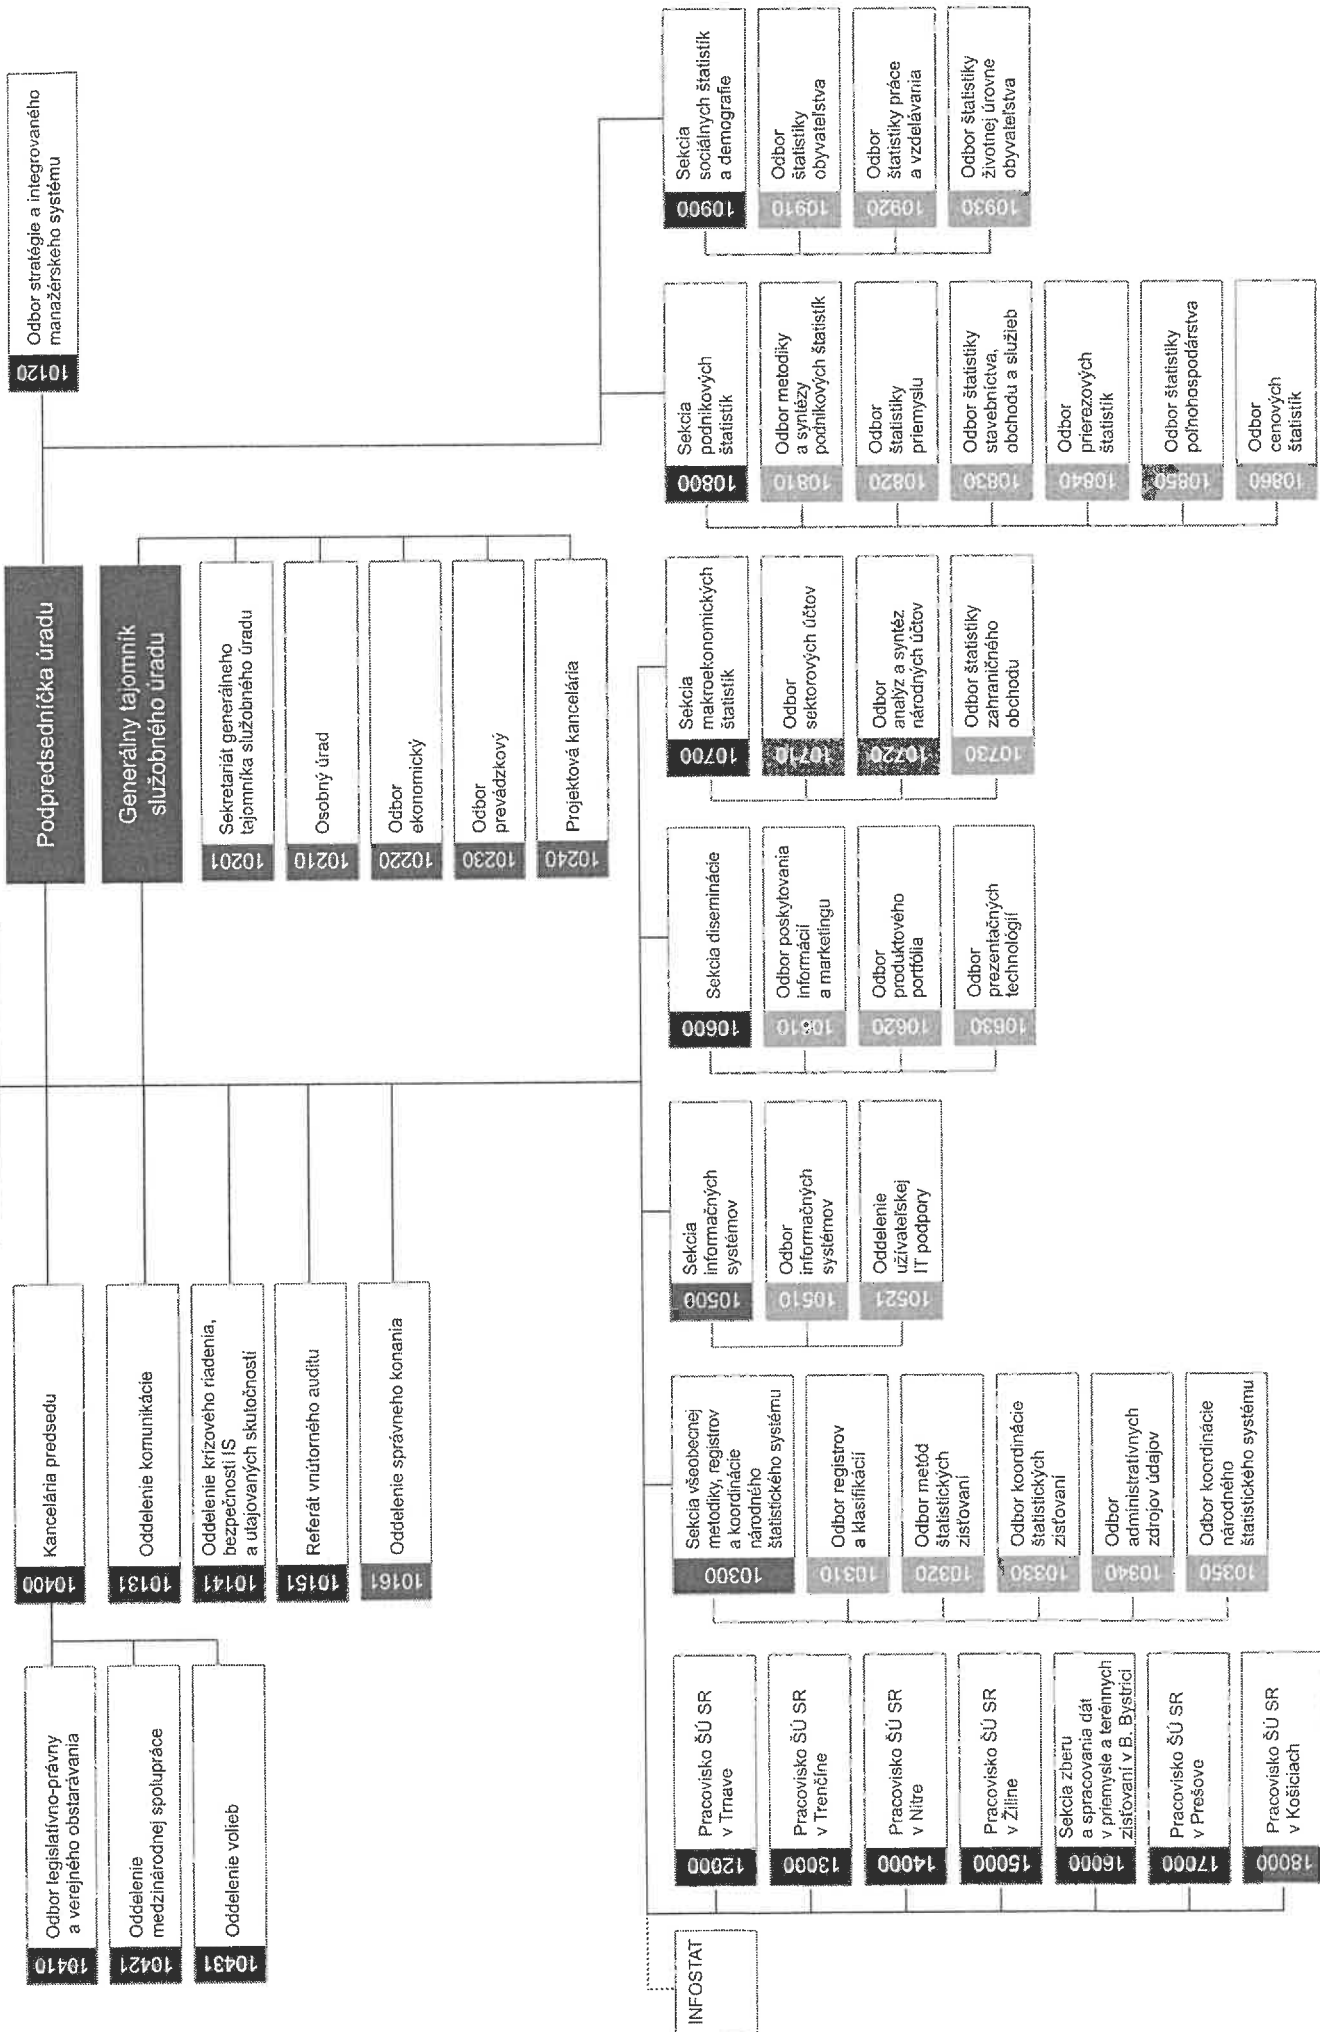 Podpredsedníčka úradu
10120
Odbor stratégie a integrovaného
manažérskeho systému
Generálny tajomník
služobného úradu
10201
Sekretariát generálneho
tajomníka služobného úradu
10210
Osobný úrad
10220
Odbor
ekonomický
10230
Odbor
prevádzkový
10240
Projektová kancelária
10400
Kancelária predsedu
10410
Odbor legislatívno-právny
a verejného obstarávania
10421
Oddelenie
medzinárodnej spolupráce
10431
Oddelenie volieb
10131
Oddelenie komunikácie
10141
Oddelenie krízového riadenia,
bezpečnosti IS
a utajovaných skutočností
10151
Referát vnútorného auditu
10161
Oddelenie správneho konania
INFOSTAT
12000
Pracovisko ŠÚ SR
v Trnave
13000
Pracovisko ŠÚ SR
v Trenčíne
14000
Pracovisko ŠÚ SR
v Nitre
15000
Pracovisko ŠÚ SR
v Žiline
16000
Sekcia zberu
a spracovania dát
v priemysle a terénnych
zisťovaní v B. Bystrici
17000
Pracovisko ŠÚ SR
v Prešove
18000
Pracovisko ŠÚ SR
v Košiciach
10300
Sekcia všeobecnej
metodiky, registrov
a koordinácie
národného
štatistického systému
10310
Odbor registrov
a klasifikácií
10320
Odbor metód
štatistických
zisťovaní
10330
Odbor koordinácie
štatistických
zisťovaní
10340
Odbor
administratívnych
zdrojov údajov
10350
Odbor koordinácie
národného
štatistického systému
10500
Sekcia
informačných
systémov
10510
Odbor
informačných
systémov
10521
Oddelenie
užívateľskej
IT podpory
10600
Sekcia diseminácie
10610
Odbor poskytovania
informácií
a marketingu
10620
Odbor
produktového
portfólia
10630
Odbor
prezentačných
technológií
10700
Sekcia
makroekonomických
štatistík
10710
Odbor
sektorových účtov
10720
Odbor
analýz a syntéz
národných účtov
10730
Odbor štatistiky
zahraničného
obchodu
10800
Sekcia
podnikových
štatistík
10810
Odbor metodiky
a syntézy
podnikových štatistík
10820
Odbor
štatistiky
priemyslu
10830
Odbor štatistiky
stavebníctva,
obchodu a služieb
10840
Odbor
prierezových
štatistík
10850
Odbor štatistiky
poľnohospodárstva
10860
Odbor
cenových
štatistík
10900
Sekcia
sociálnych štatistík
a demografie
10910
Odbor
štatistiky
obyvateľstva
10920
Odbor
štatistiky práce
a vzdelávania
10930
Odbor štatistiky
životnej úrovne
obyvateľstva